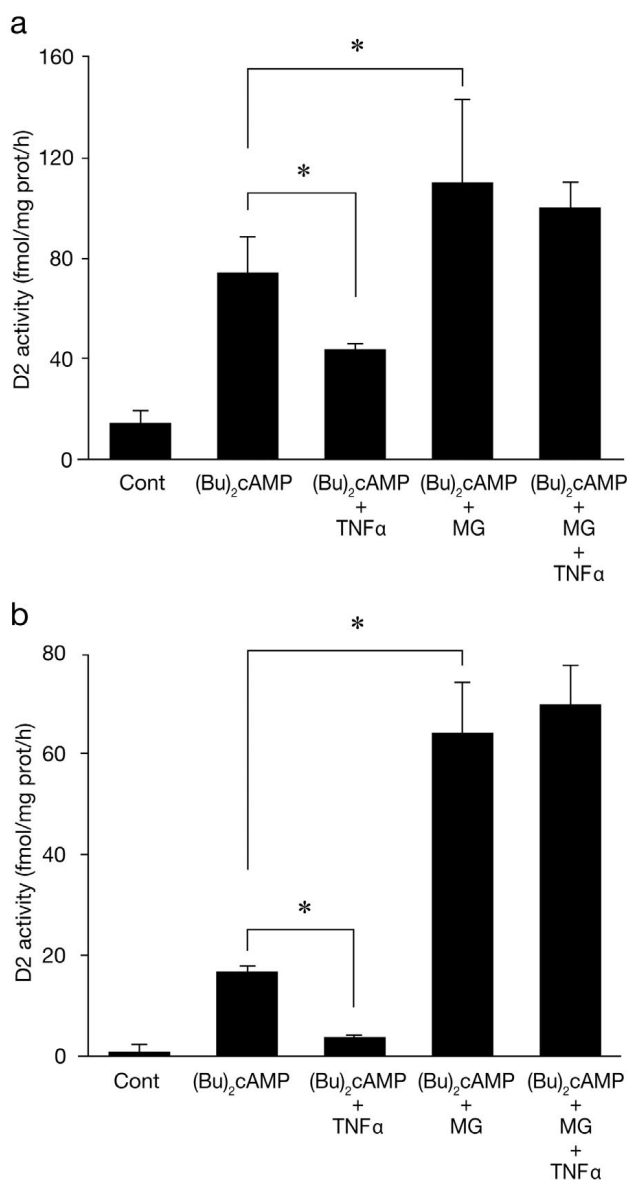 a
*
*
160
120
80
40
0
D2 activity (fmol/mg prot/h)
Cont
(Bu)₂cAMP
(Bu)₂cAMP
+
TNFα
(Bu)₂cAMP
+
MG
(Bu)₂cAMP
+
MG
+
TNFα
b
*
*
80
60
40
20
0
D2 activity (fmol/mg prot/h)
Cont
(Bu)₂cAMP
(Bu)₂cAMP
+
TNFα
(Bu)₂cAMP
+
MG
(Bu)₂cAMP
+
MG
+
TNFα